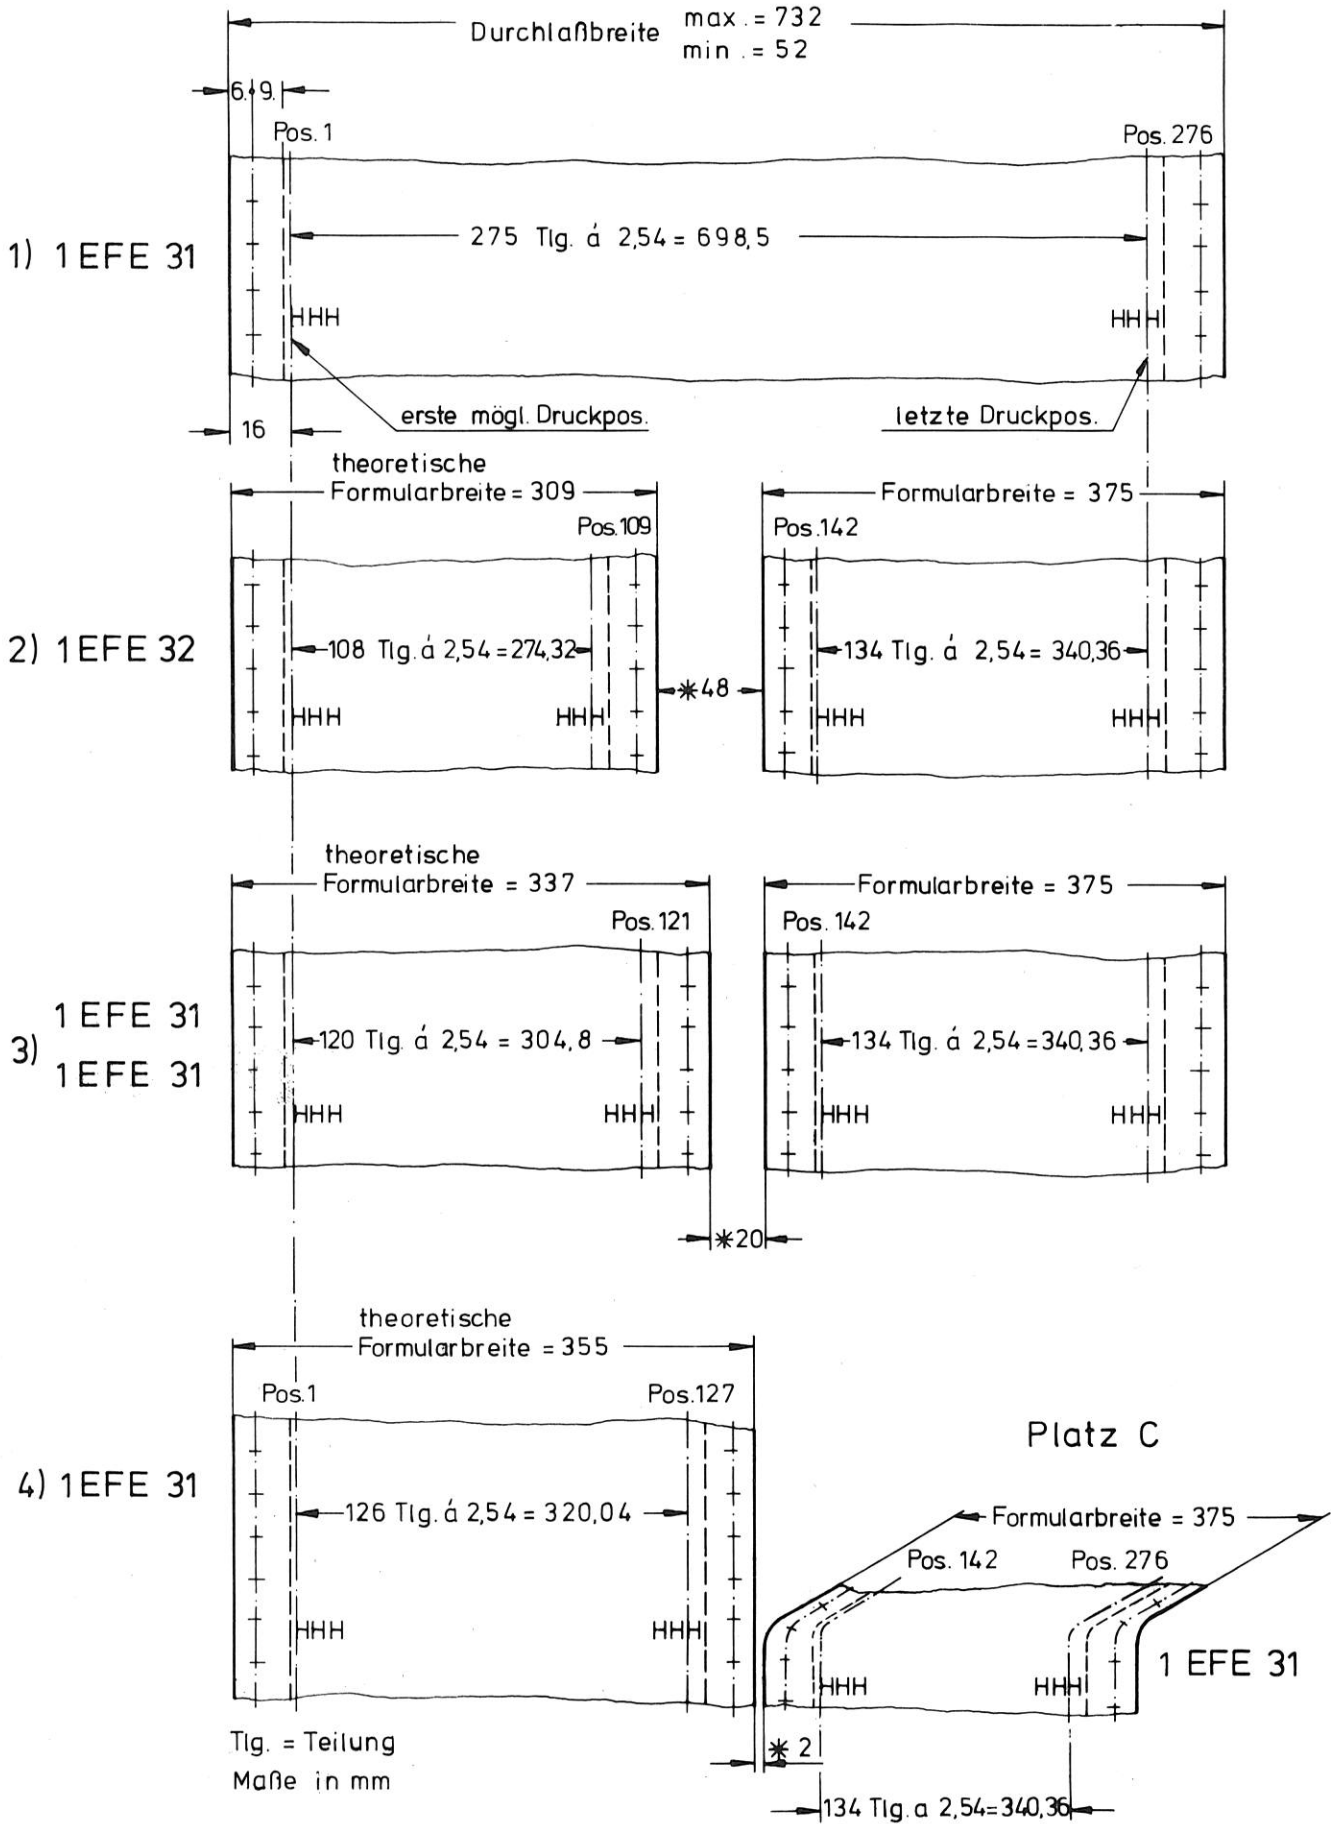 Durchlaßbreite max. = 732
min. = 52
6. 9.
Pos. 1
Pos. 276
1) 1 EFE 31
275 Tlg. á 2,54 = 698,5
HHH
HHH
erste mögl. Druckpos.
letzte Druckpos.
16
theoretische
Formularbreite = 309
Formularbreite = 375
Pos. 109
Pos. 142
2) 1 EFE 32
108 Tlg. á 2,54 = 274,32
134 Tlg. á 2,54 = 340,36
*48
HHH
HHH
HHH
HHH
theoretische
Formularbreite = 337
Formularbreite = 375
Pos. 121
Pos. 142
3) 1 EFE 31
1 EFE 31
120 Tlg. á 2,54 = 304,8
134 Tlg. á 2,54 = 340,36
HHH
HHH
HHH
HHH
*20
theoretische
Formularbreite = 355
Pos. 1
Pos. 127
Platz C
4) 1 EFE 31
126 Tlg. á 2,54 = 320,04
Formularbreite = 375
Pos. 142
Pos. 276
HHH
HHH
1 EFE 31
HHH
HHH
Tlg. = Teilung
Maße in mm
* 2
134 Tlg. a 2,54 = 340,36